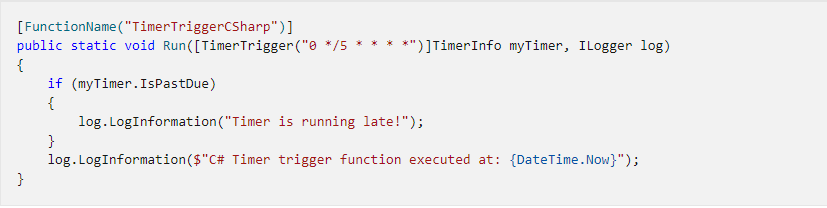 [FunctionName("TimerTriggerCSharp")]
public static void Run([TimerTrigger("0 */5 * * * *")]TimerInfo myTimer, ILogger log)
{
    if (myTimer.IsPastDue)
    {
        log.LogInformation("Timer is running late!");
    }
    log.LogInformation($"C# Timer trigger function executed at: {DateTime.Now}");
}